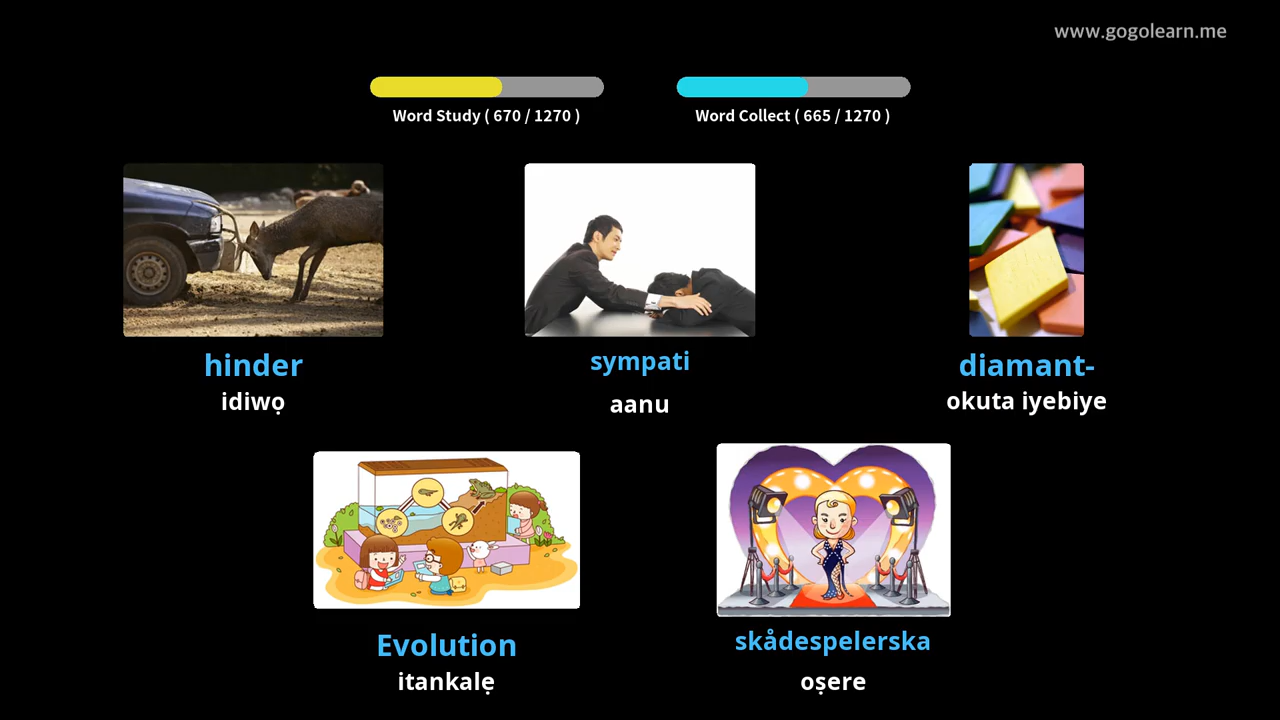 www.gogolearn.me
Word Study ( 670 / 1270 )
Word Collect ( 665 / 1270 )
hinder
idiwọ
sympati
aanu
diamant-
okuta iyebiye
Evolution
itankalẹ
skådespelerska
oṣere